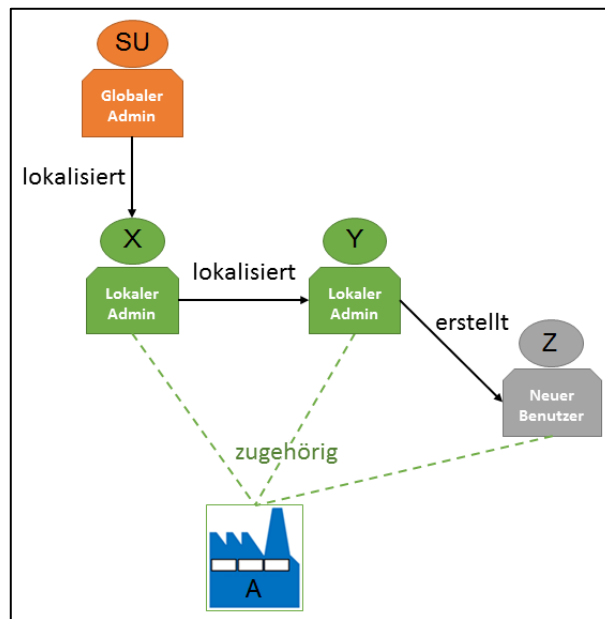 SU
Globaler
Admin
lokalisiert
X
Lokaler
Admin
lokalisiert
Y
Lokaler
Admin
erstellt
Z
Neuer
Benutzer
zugehörig
A